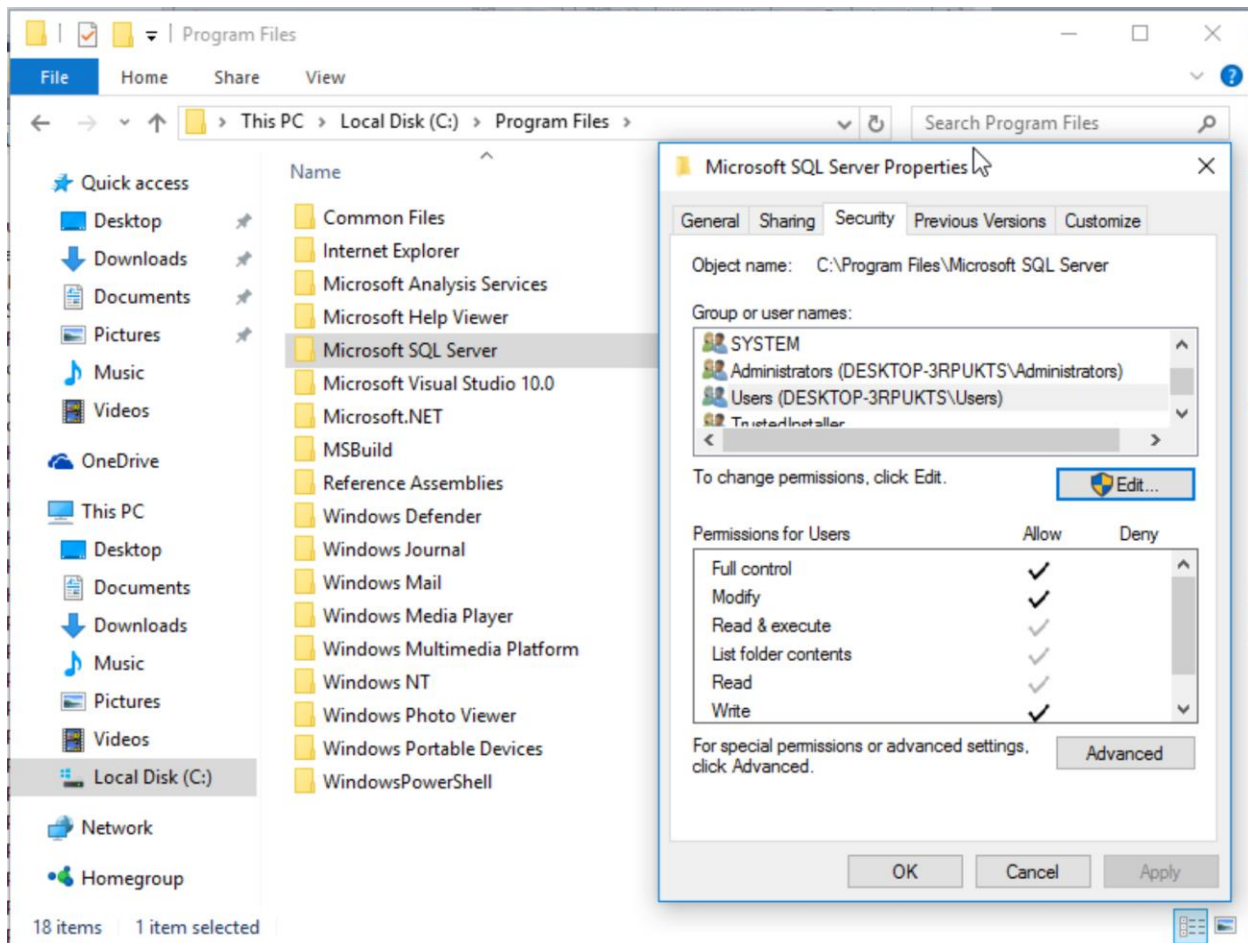 Program Files
File Home Share View
This PC > Local Disk (C:) > Program Files >
Search Program Files
Quick access
Desktop
Downloads
Documents
Pictures
Music
Videos
OneDrive
This PC
Desktop
Documents
Downloads
Music
Pictures
Videos
Local Disk (C:)
Network
Homegroup
Name
Common Files
Internet Explorer
Microsoft Analysis Services
Microsoft Help Viewer
Microsoft SQL Server
Microsoft Visual Studio 10.0
Microsoft.NET
MSBuild
Reference Assemblies
Windows Defender
Windows Journal
Windows Mail
Windows Media Player
Windows Multimedia Platform
Windows NT
Windows Photo Viewer
Windows Portable Devices
WindowsPowerShell
Microsoft SQL Server Properties
General Sharing Security Previous Versions Customize
Object name: C:\Program Files\Microsoft SQL Server
Group or user names:
SYSTEM
Administrators (DESKTOP-3RPUKTS\Administrators)
Users (DESKTOP-3RPUKTS\Users)
TrustedInstaller
To change permissions, click Edit.
Edit...
Permissions for Users Allow Deny
Full control
Modify
Read & execute
List folder contents
Read
Write
For special permissions or advanced settings,
click Advanced.
Advanced
OK Cancel Apply
18 items 1 item selected